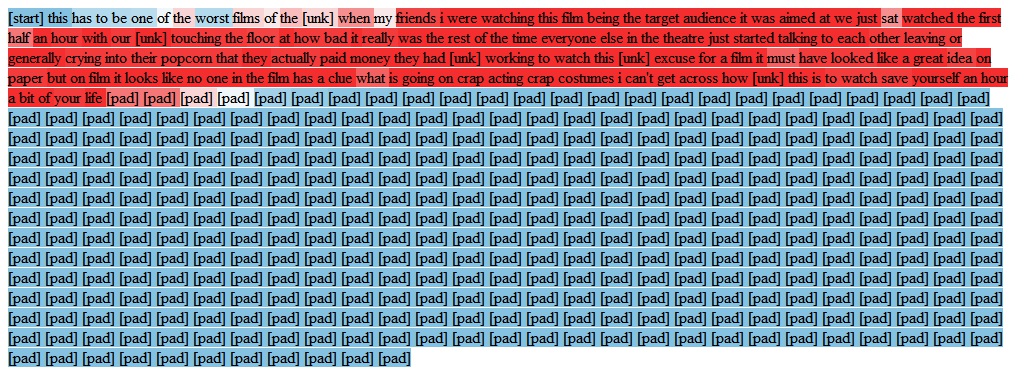 [start] this has to be one of the worst films of the [unk] when my friends i were watching this film being the target audience it was aimed at we just sat watched the first
half an hour with our [unk] touching the floor at how bad it really was the rest of the time everyone else in the theatre just started talking to each other leaving or
generally crying into their popcorn that they actually paid money they had [unk] working to watch this [unk] excuse for a film it must have looked like a great idea on
paper but on film it looks like no one in the film has a clue what is going on crap acting crap costumes i can't get across how [unk] this is to watch save yourself an hour
a bit of your life [pad] [pad] [pad] [pad] [pad] [pad] [pad] [pad] [pad] [pad] [pad] [pad] [pad] [pad] [pad] [pad] [pad] [pad] [pad] [pad] [pad] [pad] [pad] [pad]
[pad] [pad] [pad] [pad] [pad] [pad] [pad] [pad] [pad] [pad] [pad] [pad] [pad] [pad] [pad] [pad] [pad] [pad] [pad] [pad] [pad] [pad] [pad] [pad] [pad] [pad] [pad]
[pad] [pad] [pad] [pad] [pad] [pad] [pad] [pad] [pad] [pad] [pad] [pad] [pad] [pad] [pad] [pad] [pad] [pad] [pad] [pad] [pad] [pad] [pad] [pad] [pad] [pad] [pad]
[pad] [pad] [pad] [pad] [pad] [pad] [pad] [pad] [pad] [pad] [pad] [pad] [pad] [pad] [pad] [pad] [pad] [pad] [pad] [pad] [pad] [pad] [pad] [pad] [pad] [pad] [pad]
[pad] [pad] [pad] [pad] [pad] [pad] [pad] [pad] [pad] [pad] [pad] [pad] [pad] [pad] [pad] [pad] [pad] [pad] [pad] [pad] [pad] [pad] [pad] [pad] [pad] [pad] [pad]
[pad] [pad] [pad] [pad] [pad] [pad] [pad] [pad] [pad] [pad] [pad] [pad] [pad] [pad] [pad] [pad] [pad] [pad] [pad] [pad] [pad] [pad] [pad] [pad] [pad] [pad] [pad]
[pad] [pad] [pad] [pad] [pad] [pad] [pad] [pad] [pad] [pad] [pad] [pad] [pad] [pad] [pad] [pad] [pad] [pad] [pad] [pad] [pad] [pad] [pad] [pad] [pad] [pad] [pad]
[pad] [pad] [pad] [pad] [pad] [pad] [pad] [pad] [pad] [pad] [pad] [pad] [pad] [pad] [pad] [pad] [pad] [pad] [pad] [pad] [pad] [pad] [pad] [pad] [pad] [pad] [pad]
[pad] [pad] [pad] [pad] [pad] [pad] [pad] [pad] [pad] [pad] [pad] [pad] [pad] [pad] [pad] [pad] [pad] [pad] [pad] [pad] [pad] [pad] [pad] [pad] [pad] [pad] [pad]
[pad] [pad] [pad] [pad] [pad] [pad] [pad] [pad] [pad] [pad] [pad] [pad] [pad] [pad] [pad] [pad] [pad] [pad] [pad] [pad] [pad] [pad] [pad] [pad] [pad] [pad] [pad]
[pad] [pad] [pad] [pad] [pad] [pad] [pad] [pad] [pad] [pad] [pad] [pad] [pad] [pad] [pad] [pad] [pad] [pad] [pad] [pad] [pad] [pad] [pad] [pad] [pad] [pad] [pad]
[pad] [pad] [pad] [pad] [pad] [pad] [pad] [pad] [pad] [pad] [pad] [pad] [pad] [pad] [pad] [pad] [pad] [pad] [pad] [pad] [pad] [pad] [pad] [pad] [pad] [pad] [pad]
[pad] [pad] [pad] [pad] [pad] [pad] [pad] [pad] [pad] [pad] [pad] [pad] [pad] [pad] [pad] [pad] [pad] [pad] [pad] [pad] [pad] [pad] [pad] [pad] [pad] [pad] [pad]
[pad] [pad] [pad] [pad] [pad] [pad] [pad] [pad] [pad] [pad] [pad]